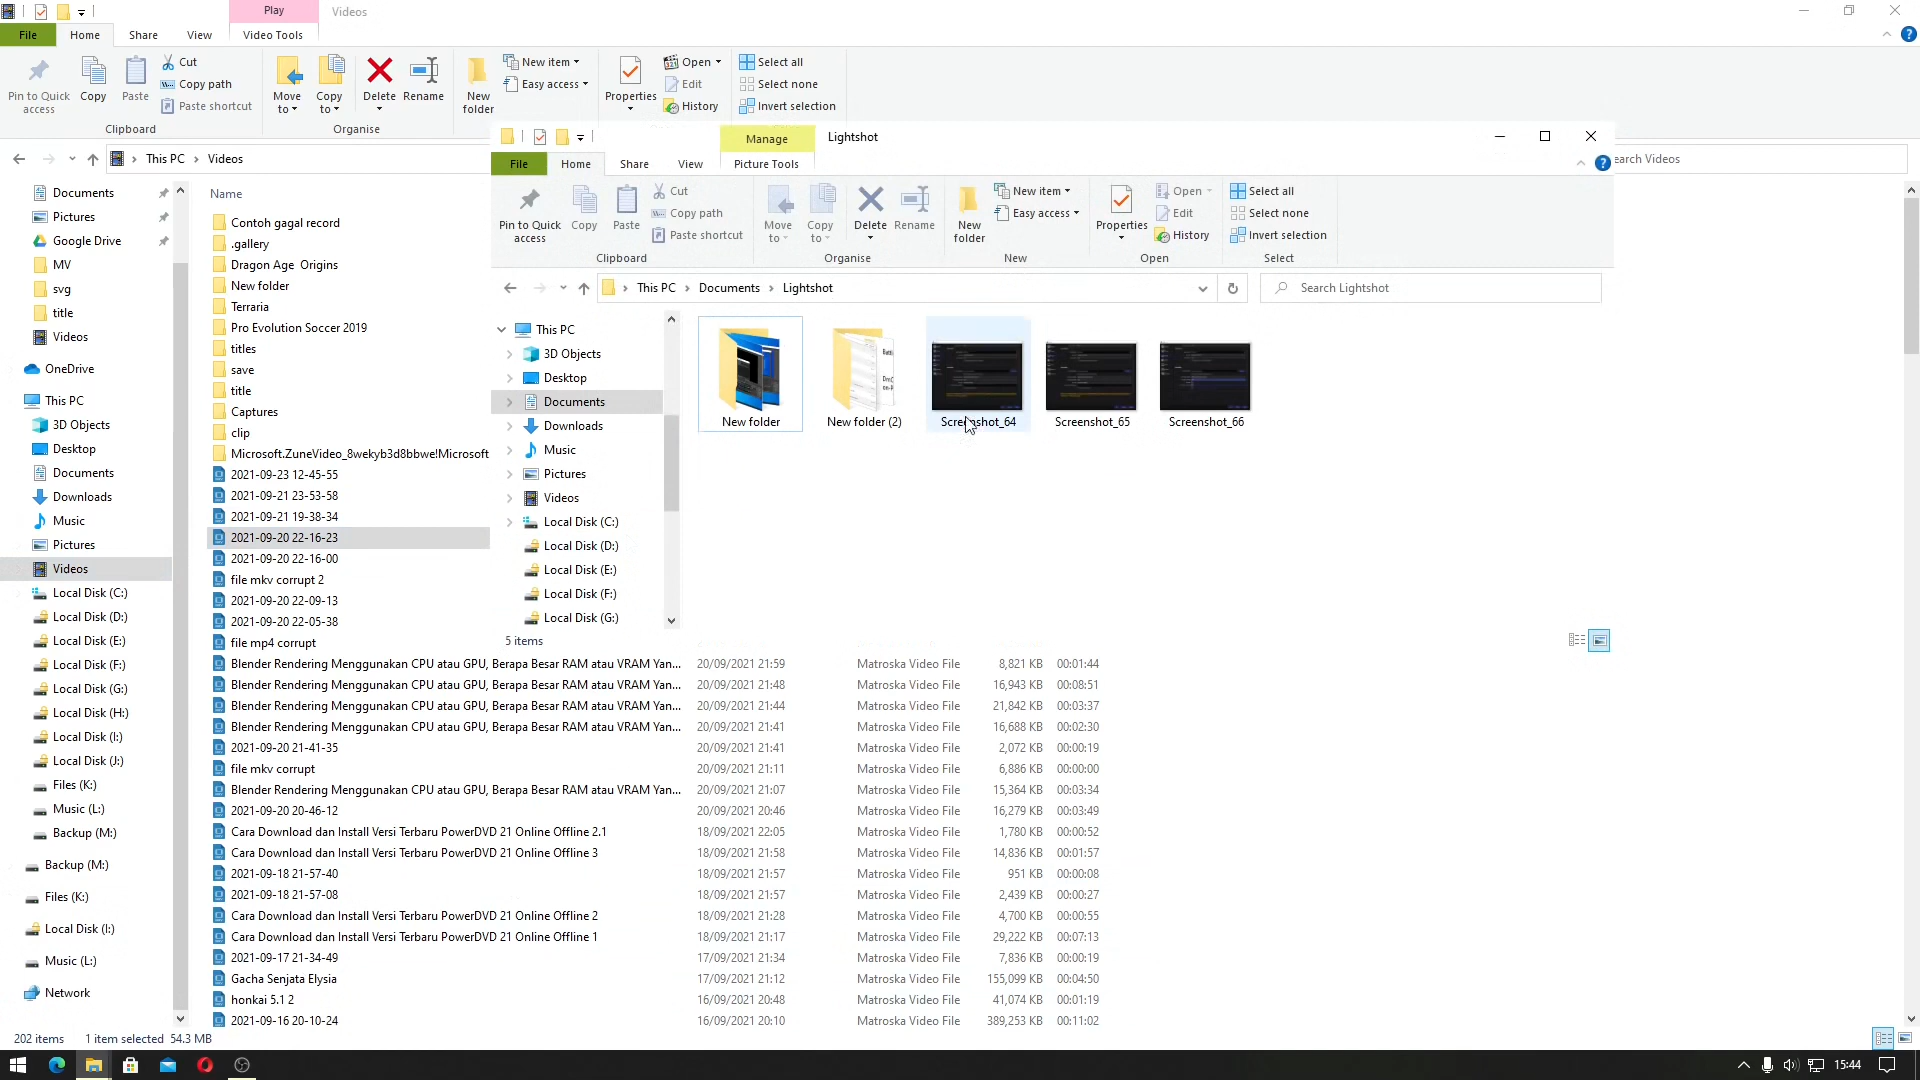 Play
Videos
File
Home
Share
View
Video Tools
Pin to Quick access
Copy
Paste
Cut
Copy path
Paste shortcut
Clipboard
Move to
Copy to
Delete
Rename
Organise
New folder
New item
Easy access
Properties
Open
Edit
History
Select all
Select none
Invert selection
This PC
Videos
earch Videos
Documents
Pictures
Google Drive
MV
svg
title
Videos
OneDrive
This PC
3D Objects
Desktop
Documents
Downloads
Music
Pictures
Videos
Local Disk (C:)
Local Disk (D:)
Local Disk (E:)
Local Disk (F:)
Local Disk (G:)
Local Disk (H:)
Local Disk (I:)
Local Disk (J:)
Files (K:)
Music (L:)
Backup (M:)
Backup (M:)
Files (K:)
Local Disk (I:)
Music (L:)
Network
Name
Contoh gagal record
.gallery
Dragon Age Origins
New folder
Terraria
Pro Evolution Soccer 2019
titles
save
title
Captures
clip
Microsoft.ZuneVideo_8wekyb3d8bbwe!Microsoft
2021-09-23 12-45-55
2021-09-21 23-53-58
2021-09-21 19-38-34
2021-09-20 22-16-23
2021-09-20 22-16-00
file mkv corrupt 2
2021-09-20 22-09-13
2021-09-20 22-05-38
file mp4 corrupt
Blender Rendering Menggunakan CPU atau GPU, Berapa Besar RAM atau VRAM Yan... 20/09/2021 21:59 Matroska Video File 8,821 KB 00:01:44
Blender Rendering Menggunakan CPU atau GPU, Berapa Besar RAM atau VRAM Yan... 20/09/2021 21:48 Matroska Video File 16,943 KB 00:08:51
Blender Rendering Menggunakan CPU atau GPU, Berapa Besar RAM atau VRAM Yan... 20/09/2021 21:44 Matroska Video File 21,842 KB 00:03:37
Blender Rendering Menggunakan CPU atau GPU, Berapa Besar RAM atau VRAM Yan... 20/09/2021 21:41 Matroska Video File 16,688 KB 00:02:30
2021-09-20 21-41-35 20/09/2021 21:41 Matroska Video File 2,072 KB 00:00:19
file mkv corrupt 20/09/2021 21:11 Matroska Video File 6,886 KB 00:00:00
Blender Rendering Menggunakan CPU atau GPU, Berapa Besar RAM atau VRAM Yan... 20/09/2021 21:07 Matroska Video File 15,364 KB 00:03:34
2021-09-20 20-46-12 20/09/2021 20:46 Matroska Video File 16,279 KB 00:03:49
Cara Download dan Install Versi Terbaru PowerDVD 21 Online Offline 2.1 18/09/2021 22:05 Matroska Video File 1,780 KB 00:00:52
Cara Download dan Install Versi Terbaru PowerDVD 21 Online Offline 3 18/09/2021 21:58 Matroska Video File 14,836 KB 00:01:57
2021-09-18 21-57-40 18/09/2021 21:57 Matroska Video File 951 KB 00:00:08
2021-09-18 21-57-08 18/09/2021 21:57 Matroska Video File 2,439 KB 00:00:27
Cara Download dan Install Versi Terbaru PowerDVD 21 Online Offline 2 18/09/2021 21:28 Matroska Video File 4,700 KB 00:00:55
Cara Download dan Install Versi Terbaru PowerDVD 21 Online Offline 1 18/09/2021 21:17 Matroska Video File 29,222 KB 00:07:13
2021-09-17 21-34-49 17/09/2021 21:34 Matroska Video File 7,836 KB 00:00:19
Gacha Senjata Elysia 17/09/2021 21:12 Matroska Video File 155,099 KB 00:04:50
honkai 5.1 2 16/09/2021 20:48 Matroska Video File 41,074 KB 00:01:19
2021-09-16 20-10-24 16/09/2021 20:10 Matroska Video File 389,253 KB 00:11:02
202 items 1 item selected 54.3 MB
Manage
Lightshot
File
Home
Share
View
Picture Tools
Pin to Quick access
Copy
Paste
Cut
Copy path
Paste shortcut
Clipboard
Move to
Copy to
Delete
Rename
Organise
New folder
New item
Easy access
New
Properties
Open
Edit
History
Open
Select all
Select none
Invert selection
Select
This PC
Documents
Lightshot
Search Lightshot
This PC
3D Objects
Desktop
Documents
Downloads
Music
Pictures
Videos
Local Disk (C:)
Local Disk (D:)
Local Disk (E:)
Local Disk (F:)
Local Disk (G:)
New folder
New folder (2)
Screenshot_64
Screenshot_65
Screenshot_66
5 items
15:44